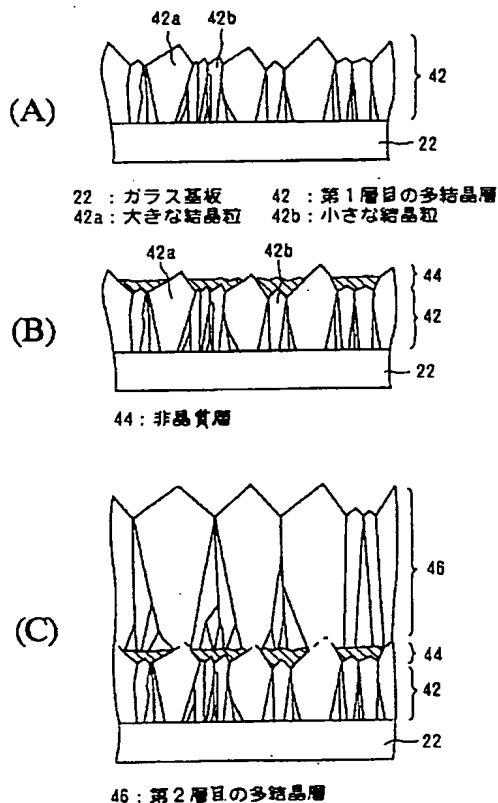 42a 42b
42
(A)
22
22 : ガラス基板 42 : 第1層目の多結晶層
42a : 大きな結晶粒 42b : 小さな結晶粒
42a 42b
44
42
(B)
22
44 : 非晶質層
46
(C)
44
42
22
46 : 第2層目の多結晶層